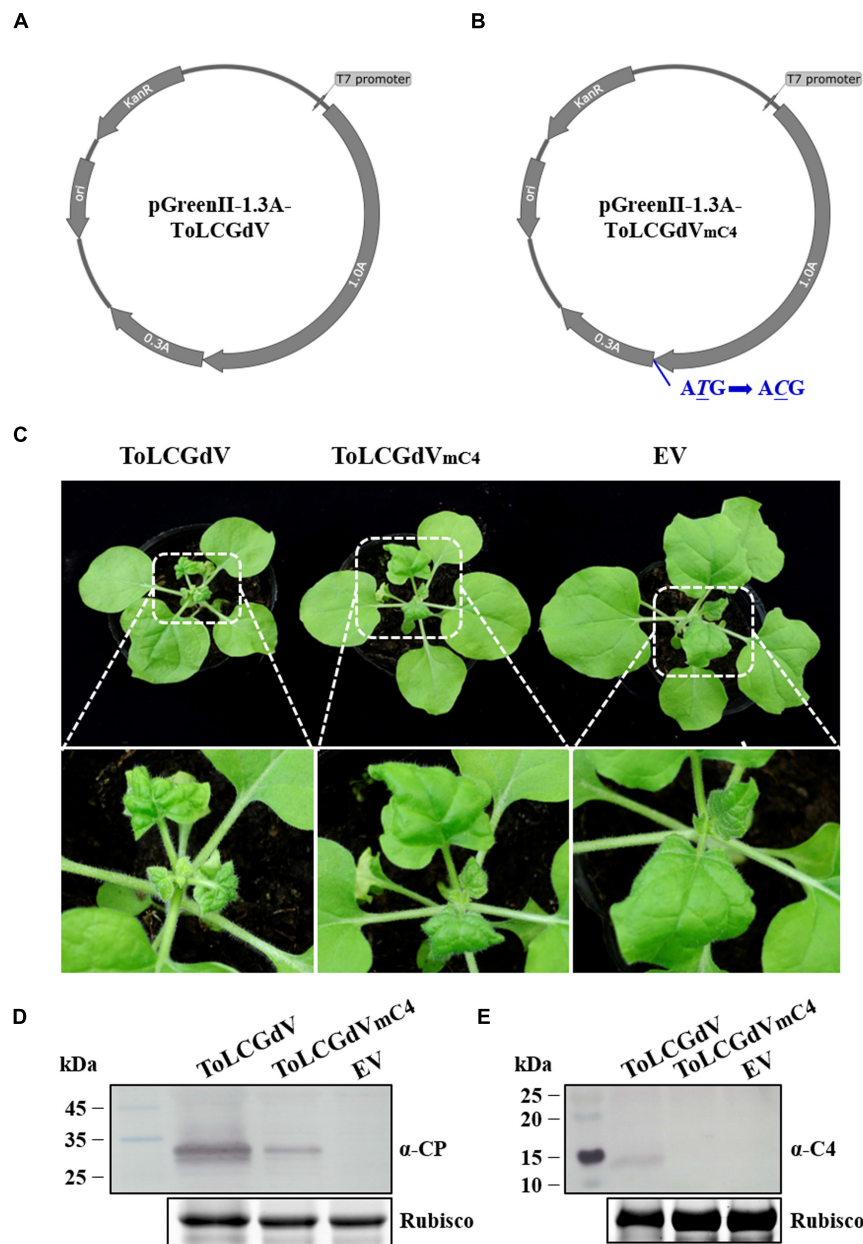 A
B
T7 promoter
KanR
ori
pGreenII-1.3A-
ToLCGdV
1.0A
0.3A
T7 promoter
KanR
ori
pGreenII-1.3A-
ToLCGdVmC4
1.0A
0.3A
ATG➡ACG
C
ToLCGdV ToLCGdVmC4 EV
D
kDa
ToLCGdV ToLCGdVmC4 EV
45
35
25
α-CP
Rubisco
E
kDa
ToLCGdV ToLCGdVmC4 EV
25
20
15
10
α-C4
Rubisco